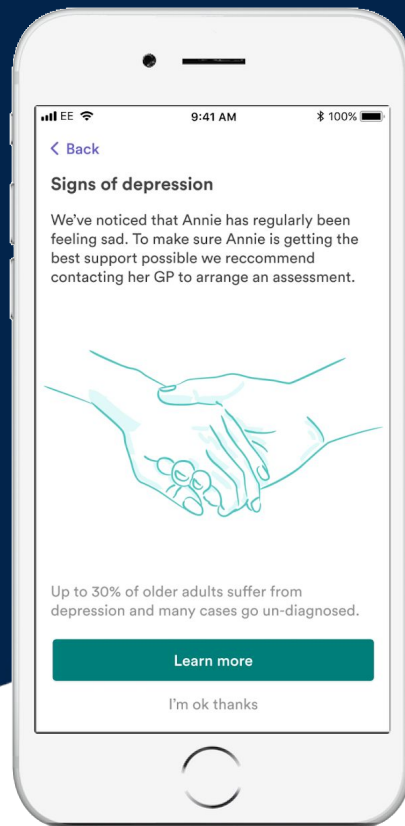 EE 9:41 AM 100%
Back
Signs of depression
We've noticed that Annie has regularly been
feeling sad. To make sure Annie is getting the
best support possible we reccommend
contacting her GP to arrange an assessment.
Up to 30% of older adults suffer from
depression and many cases go un-diagnosed.
Learn more
I'm ok thanks